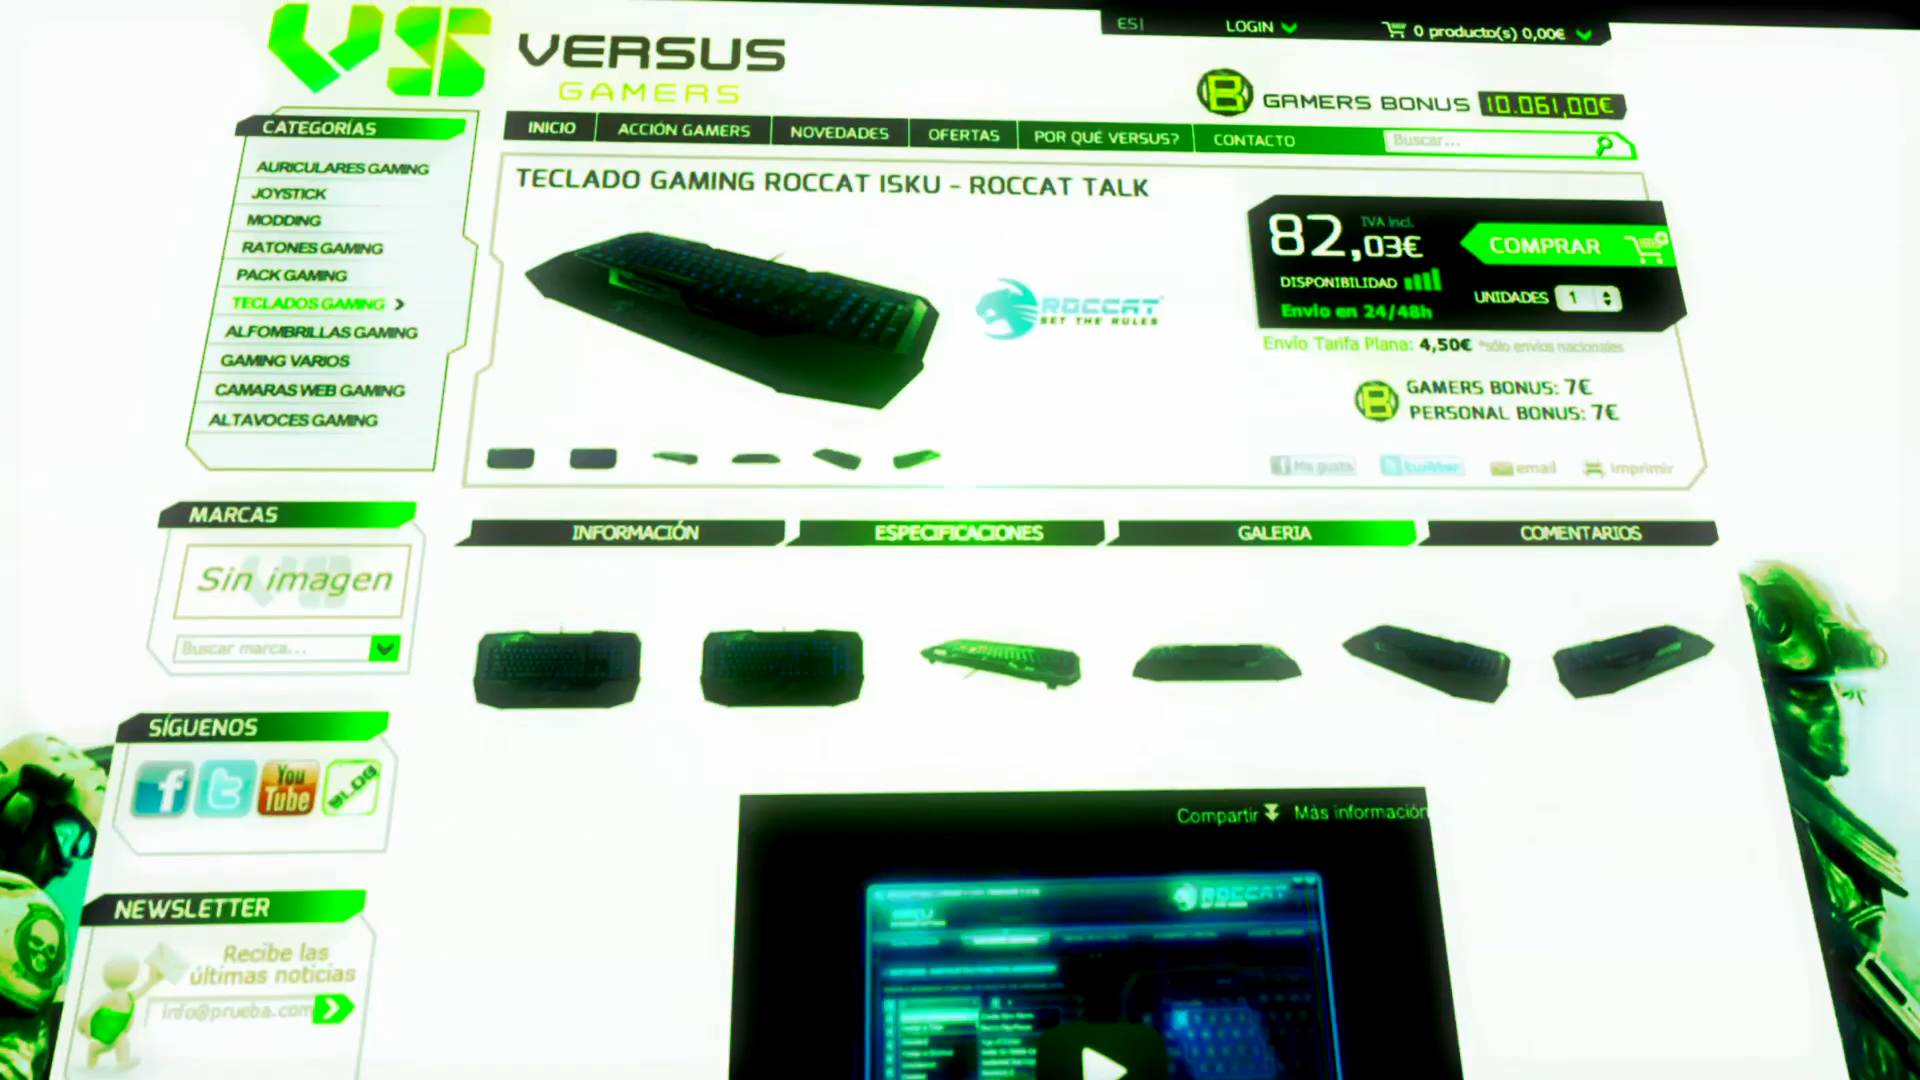 ES|
LOGIN
0 producto(s) 0,00€
VS VERSUS
GAMERS
B GAMERS BONUS 10.061,00€
CATEGORÍAS
AURICULARES GAMING
JOYSTICK
MODDING
RATONES GAMING
PACK GAMING
TECLADOS GAMING
ALFOMBRILLAS GAMING
GAMING VARIOS
CAMARAS WEB GAMING
ALTAVOCES GAMING
INICIO
ACCIÓN GAMERS
NOVEDADES
OFERTAS
POR QUÉ VERSUS?
CONTACTO
Buscar...
TECLADO GAMING ROCCAT ISKU - ROCCAT TALK
ROCCAT
SET THE RULES
82,03€
IVA incl.
COMPRAR
DISPONIBILIDAD
UNIDADES 1
Envío en 24/48h
Envío Tarifa Plana: 4,50€ *sólo envíos nacionales
B GAMERS BONUS: 7€
PERSONAL BONUS: 7€
f Me gusta
twitter
email
imprimir
MARCAS
Sin imagen
Buscar marca...
INFORMACIÓN
ESPECIFICACIONES
GALERIA
COMENTARIOS
SÍGUENOS
f
t
You Tube
BLOG
NEWSLETTER
Recibe las
últimas noticias
info@prueba.com
Compartir
Más información
ROCCAT
ISKU